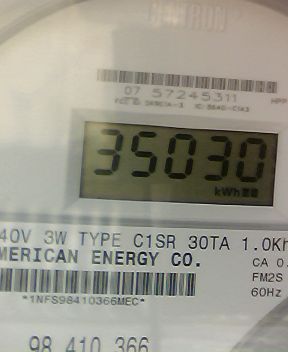 07 57245311
35030
kWh
40V 3W TYPE C1SR 30TA 1.0Kh
MERICAN ENERGY CO.
CA 0.
FM2S
60Hz
*1NFS98410366MEC*
98 410 366